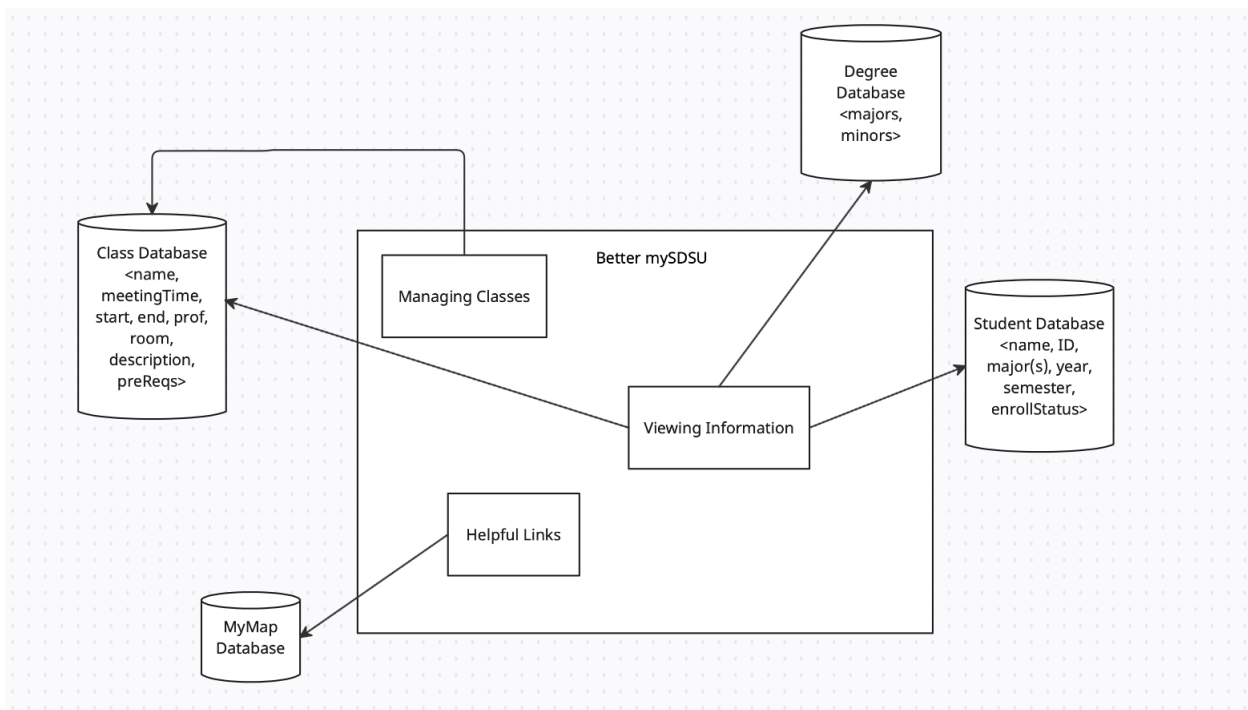 Degree
Database
<majors,
minors>
Class Database
<name,
meetingTime,
start, end, prof,
room,
description,
preReqs>
Better mySDSU
Managing Classes
Student Database
<name, ID,
major(s), year,
semester,
enrollStatus>
Viewing Information
Helpful Links
MyMap
Database